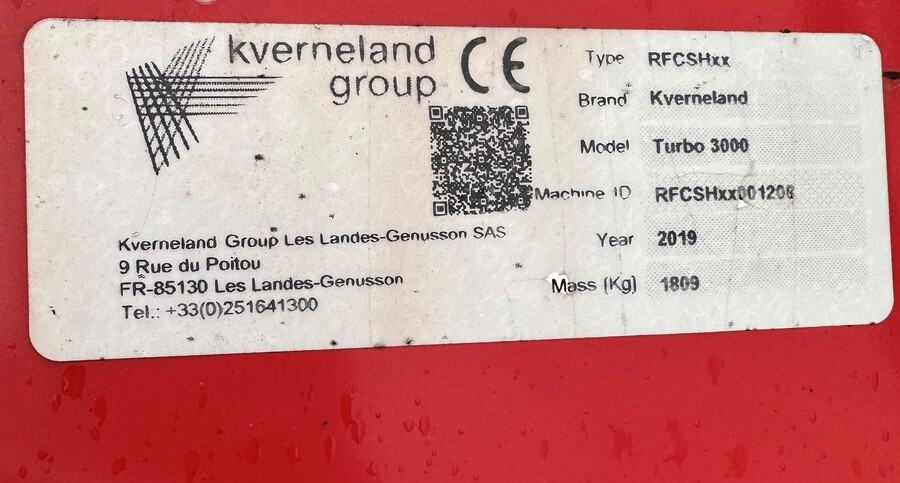 kverneland
group
CE
Kverneland Group Les Landes-Genusson SAS
9 Rue du Poitou
FR-85130 Les Landes-Genusson
Tel.: +33(0)251641300
Type RFCSHxx
Brand Kverneland
Model Turbo 3000
Machine ID RFCSHxx001206
Year 2019
Mass (Kg) 1809